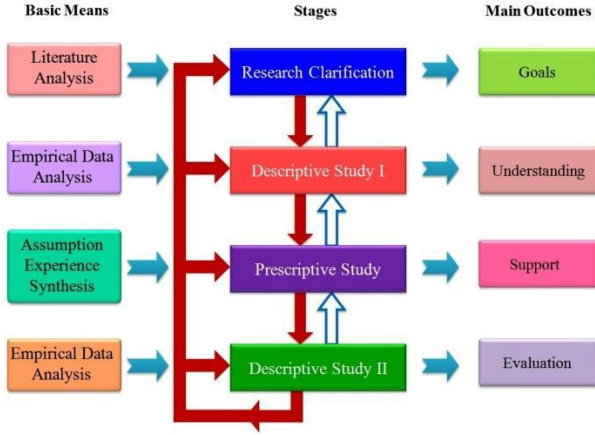 Basic Means
Stages
Main Outcomes
Literature
Analysis
Research Clarification
Goals
Empirical Data
Analysis
Descriptive Study I
Understanding
Assumption
Experience
Synthesis
Prescriptive Study
Support
Empirical Data
Analysis
Descriptive Study II
Evaluation